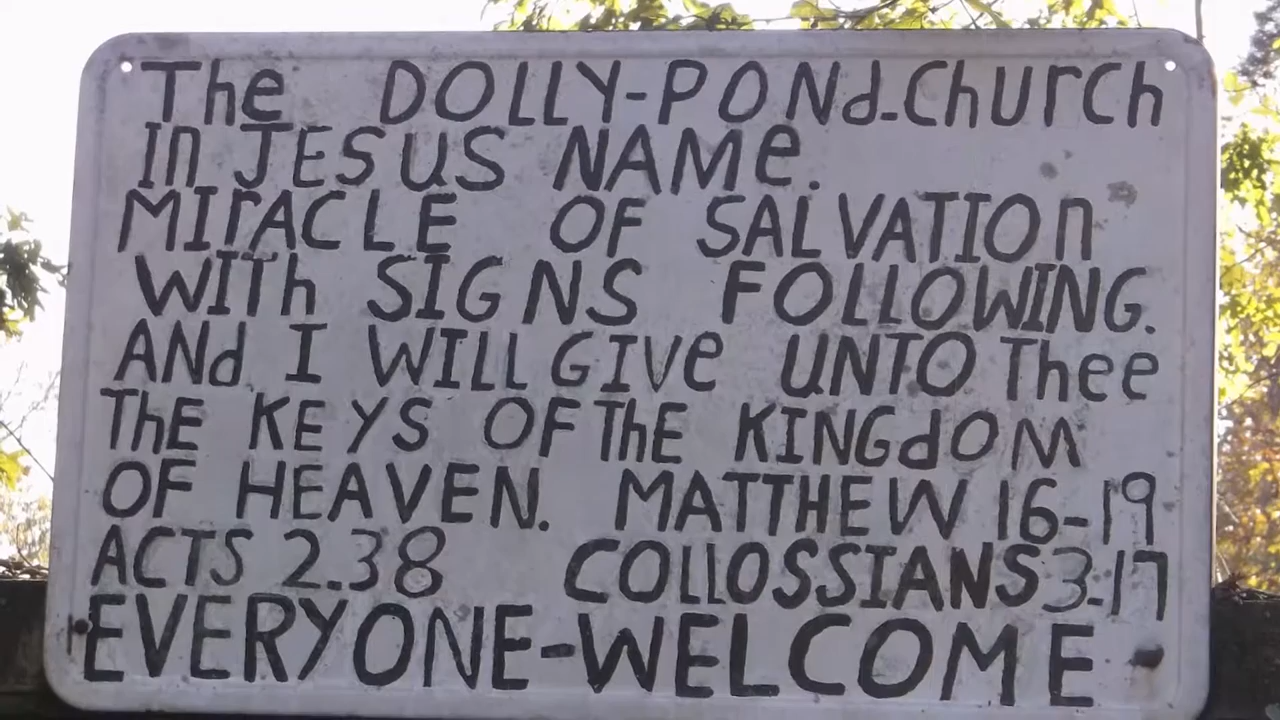 The DOLLY-PONd-ChUrCh
In JESUS NAMe.
MIrACLE OF SALVATIOn
WITh SIGNS FOLLOWING.
ANd I WILL GIVe UNTO Thee
ThE KEYS OF ThE KINGdOM
OF HEAVEN. MATTHEW 16-19
ACTS 2.38 COLLOSSIANS 3-17
EVERYONE-WELCOME